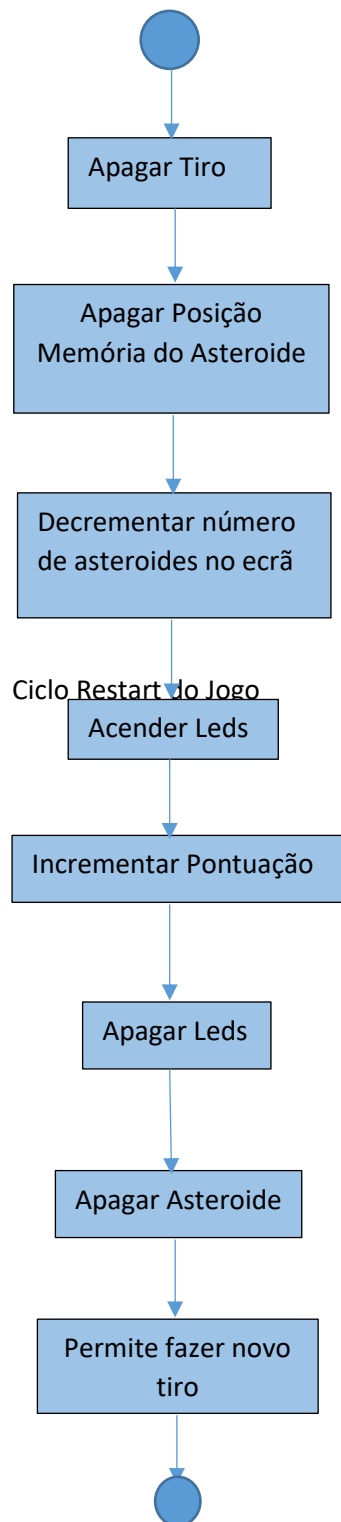 Apagar Tiro
Apagar Posição
Memória do Asteroide
Decrementar número
de asteroides no ecrã
Ciclo Restart do Jogo
Acender Leds
Incrementar Pontuação
Apagar Leds
Apagar Asteroide
Permite fazer novo
tiro